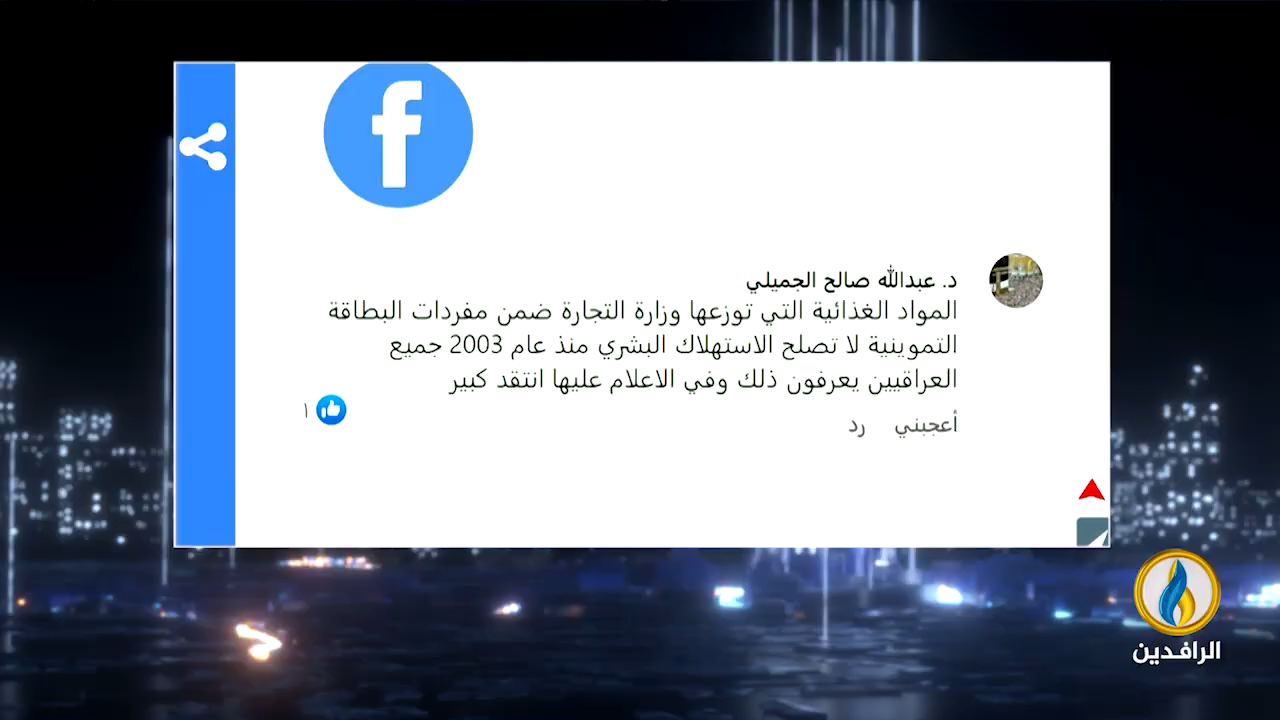 د. عبدالله صالح الجميلي
المواد الغذائية التي توزعها وزارة التجارة ضمن مفردات البطاقة
التموينية لا تصلح الاستهلاك البشري منذ عام 2003 جميع
العراقيين يعرفون ذلك وفي الاعلام عليها انتقد كبير
١
أعجبني رد
الرافدين